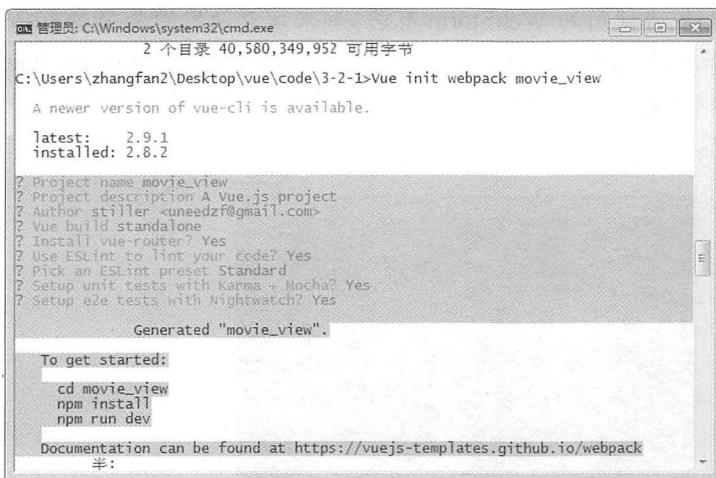 管理员: C:\Windows\system32\cmd.exe
2 个目录 40,580,349,952 可用字节
C:\Users\zhangfan2\Desktop\vue\code\3-2-1>Vue init webpack movie_view
A newer version of vue-cli is available.
latest: 2.9.1
installed: 2.8.2
? Project name movie_view
? Project description A Vue.js project
? Author stiller <uneedzf@gmail.com>
? Vue build standalone
? Install vue-router? Yes
? Use ESLint to lint your code? Yes
? Pick an ESLint preset Standard
? Setup unit tests with Karma + Mocha? Yes
? Setup e2e tests with Nightwatch? Yes
Generated "movie_view".
To get started:
cd movie_view
npm install
npm run dev
Documentation can be found at https://vuejs-templates.github.io/webpack
半: